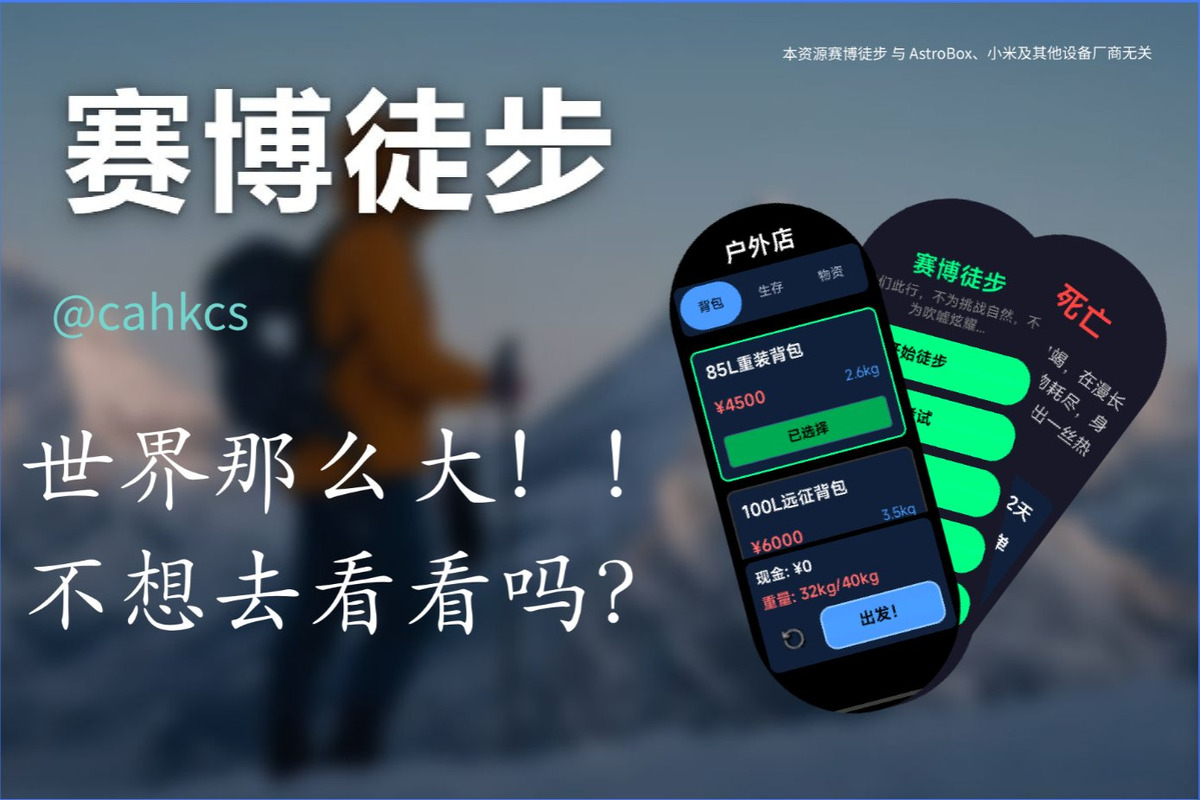 本资源赛博徒步 与 AstroBox、小米及其他设备厂商无关
赛博徒步
@cahkcs
世界那么大！！
不想去看看吗？
户外店
背包
生存
物资
85L重装背包
2.6kg
¥4500
已选择
100L远征背包
3.5kg
¥6000
现金: ¥0
重量: 32kg/40kg
出发！
赛博徒步
们此行，不为挑战自然，不
为吹嘘炫耀...
开始徒步
试
死亡
竭，在漫长
物耗尽，身
出一丝热
2天